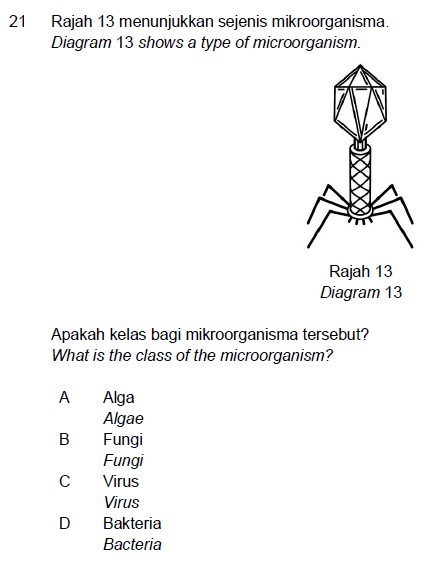 21 Rajah 13 menunjukkan sejenis mikroorganisma.
Diagram 13 shows a type of microorganism.
Rajah 13
Diagram 13
Apakah kelas bagi mikroorganisma tersebut?
What is the class of the microorganism?
A Alga
Algae
B Fungi
Fungi
C Virus
Virus
D Bakteria
Bacteria